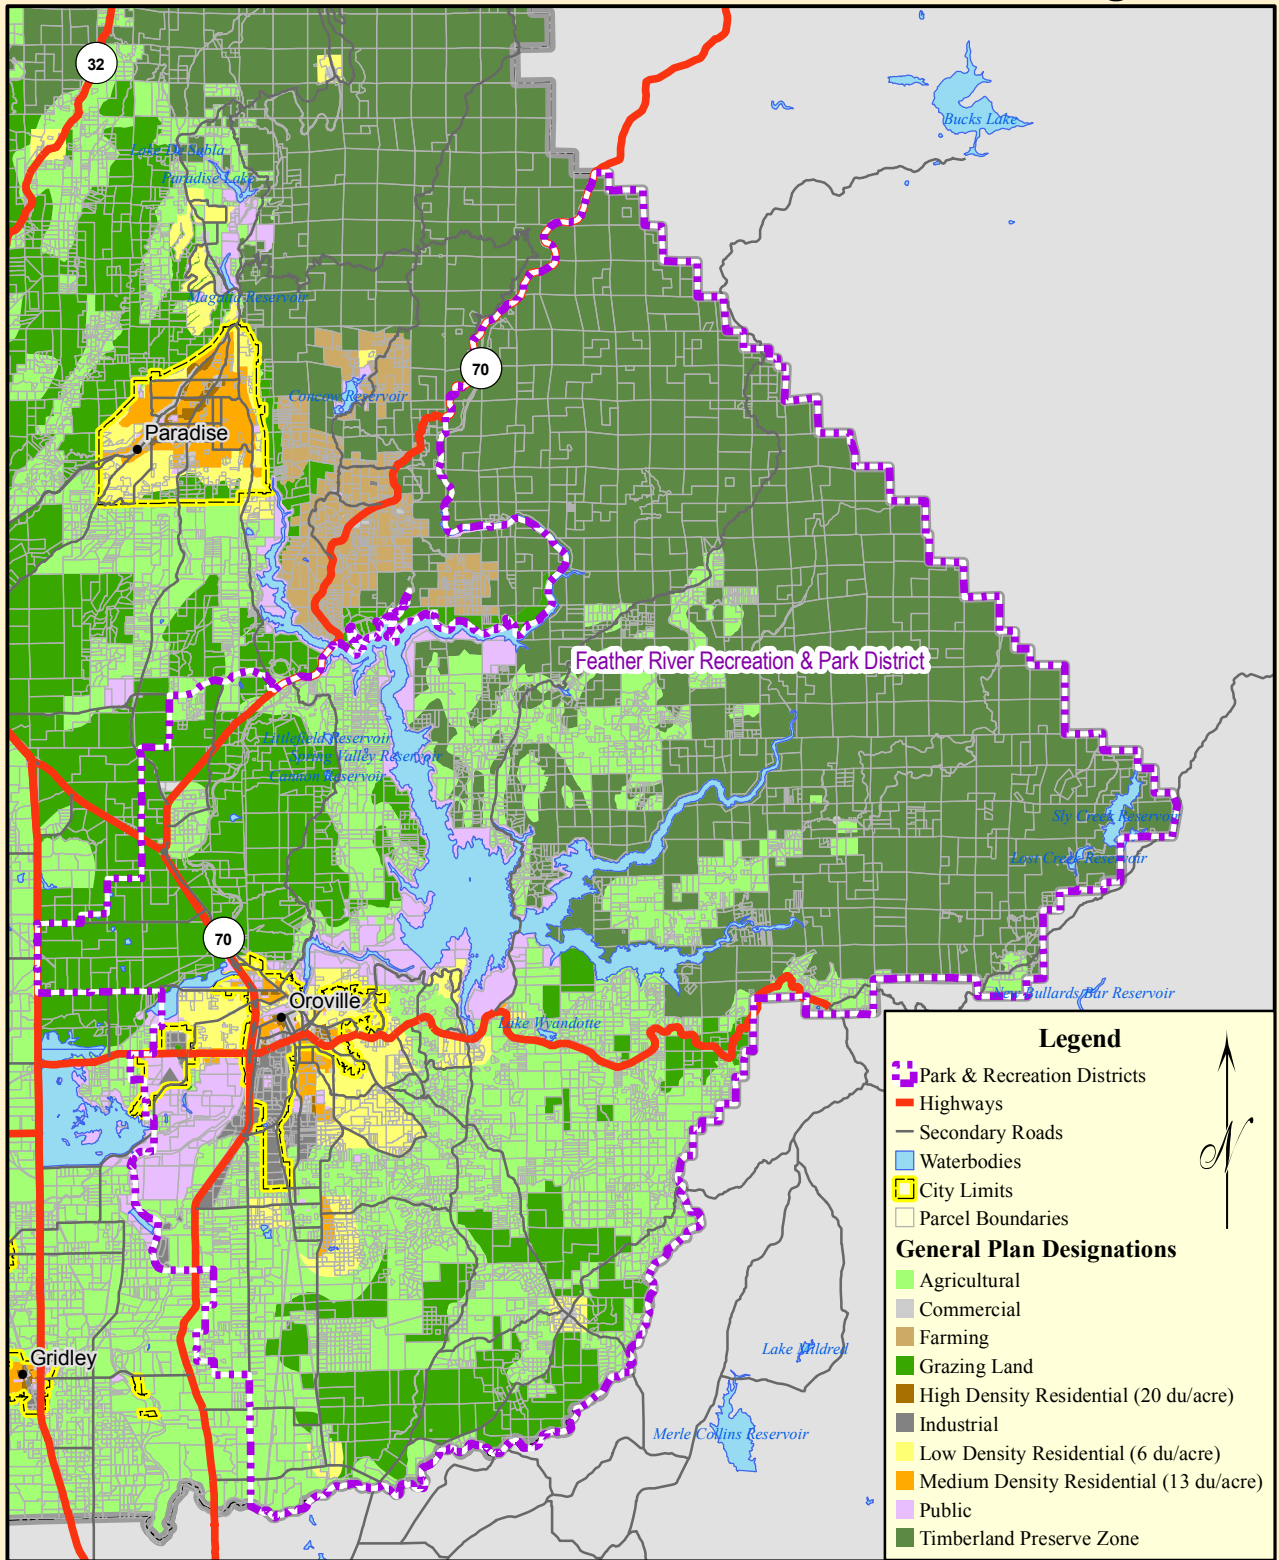 32
Bucks Lake
Lake De Sabla
Paradise Lake
Magalia Reservoir
70
Concow Reservoir
Paradise
Feather River Recreation & Park District
Littlefield Reservoir
Spring Valley Reservoir
Cannon Reservoir
Sly Creek Reservoir
Lost Creek Reservoir
70
Oroville
New Bullards Bar Reservoir
Lake Wyandotte
Gridley
Lake Mildred
Merle Collins Reservoir
Legend
Park & Recreation Districts
Highways
Secondary Roads
Waterbodies
City Limits
Parcel Boundaries
N
General Plan Designations
Agricultural
Commercial
Farming
Grazing Land
High Density Residential (20 du/acre)
Industrial
Low Density Residential (6 du/acre)
Medium Density Residential (13 du/acre)
Public
Timberland Preserve Zone